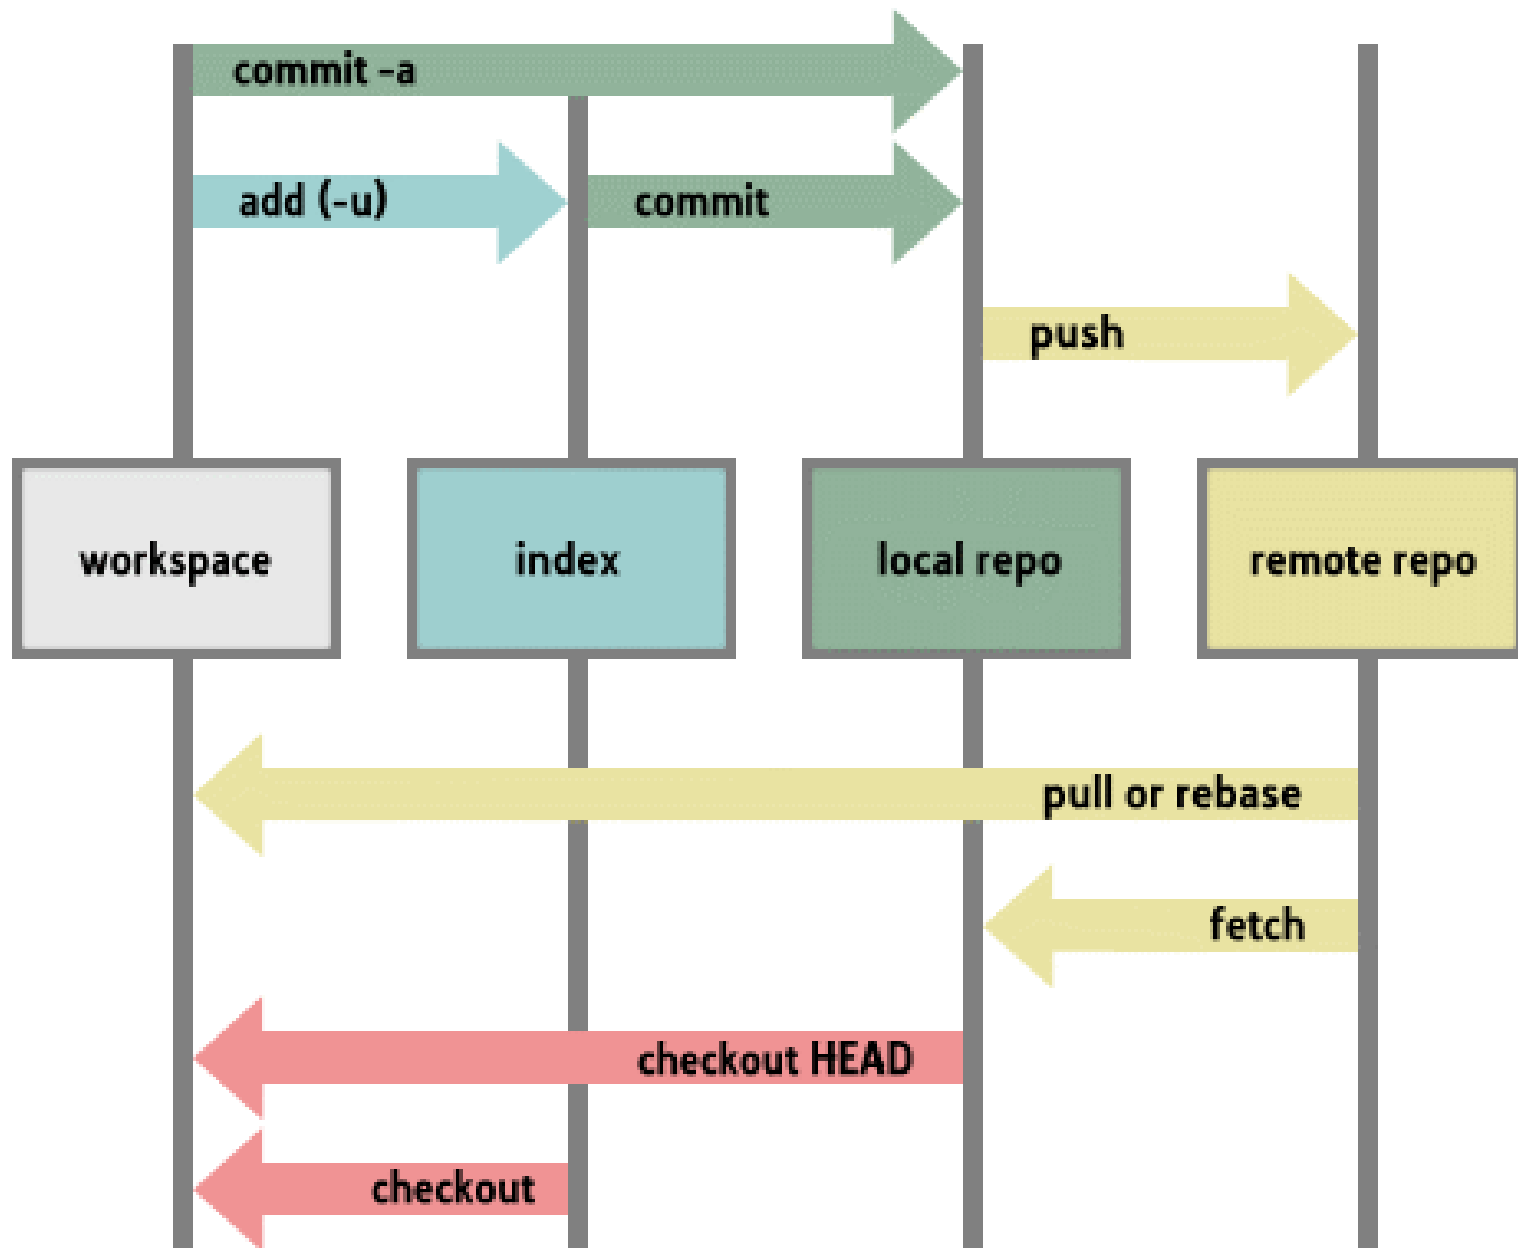 commit -a
add (-u)
commit
push
workspace
index
local repo
remote repo
pull or rebase
fetch
checkout HEAD
checkout